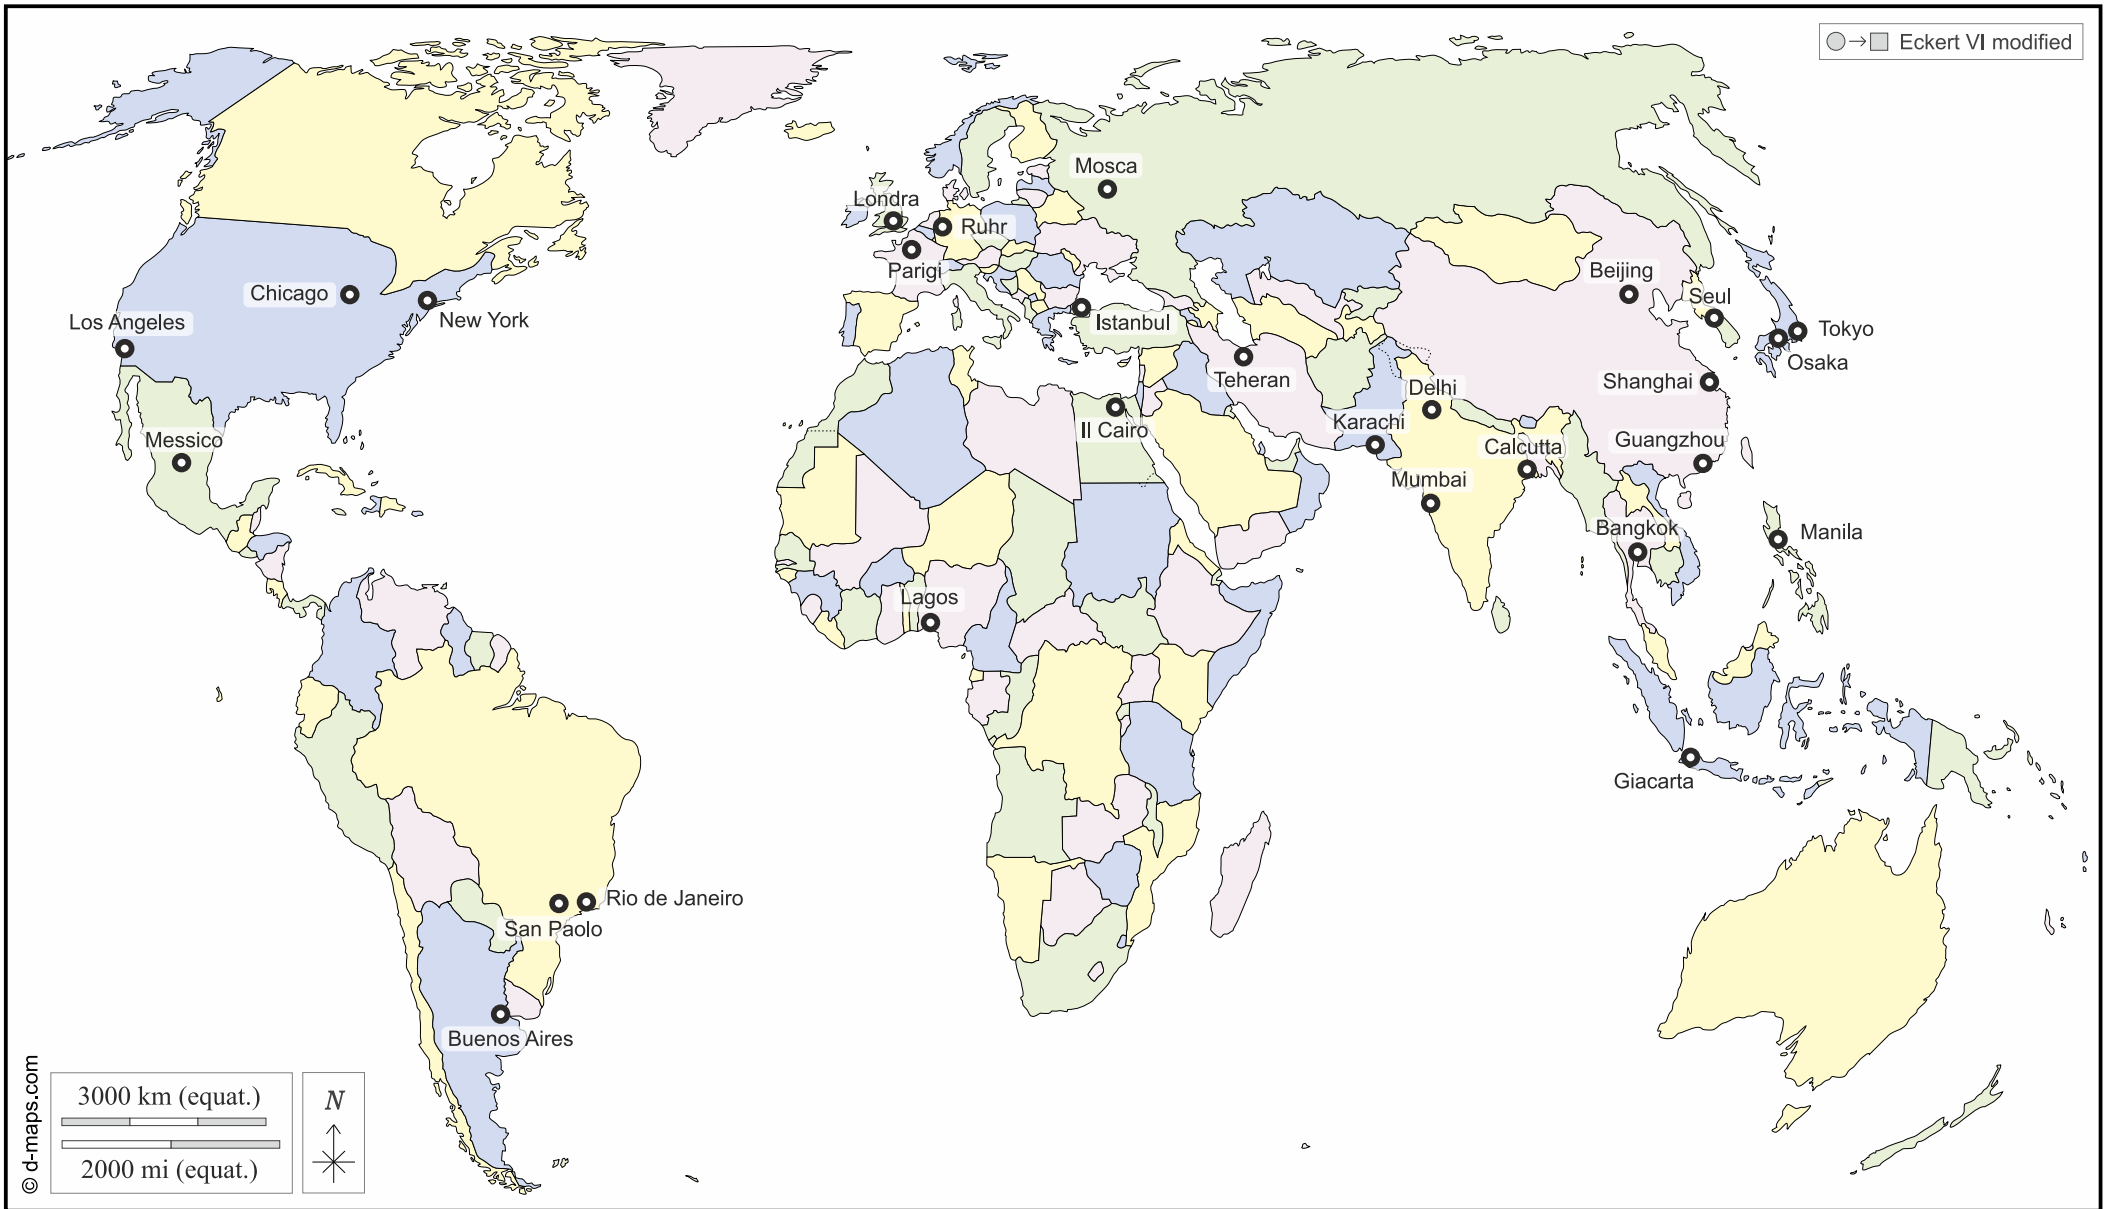 Eckert VI modified
Mosca
Londra
Ruhr
Parigi
Beijing
Chicago
Seul
New York
Istanbul
Los Angeles
Tokyo
Osaka
Teheran
Shanghai
Delhi
Karachi
Il Cairo
Messico
Guangzhou
Calcutta
Mumbai
Bangkok
Manila
Lagos
Giacarta
Rio de Janeiro
San Paolo
Buenos Aires
3000 km (equat.)
2000 mi (equat.)
N
© d-maps.com